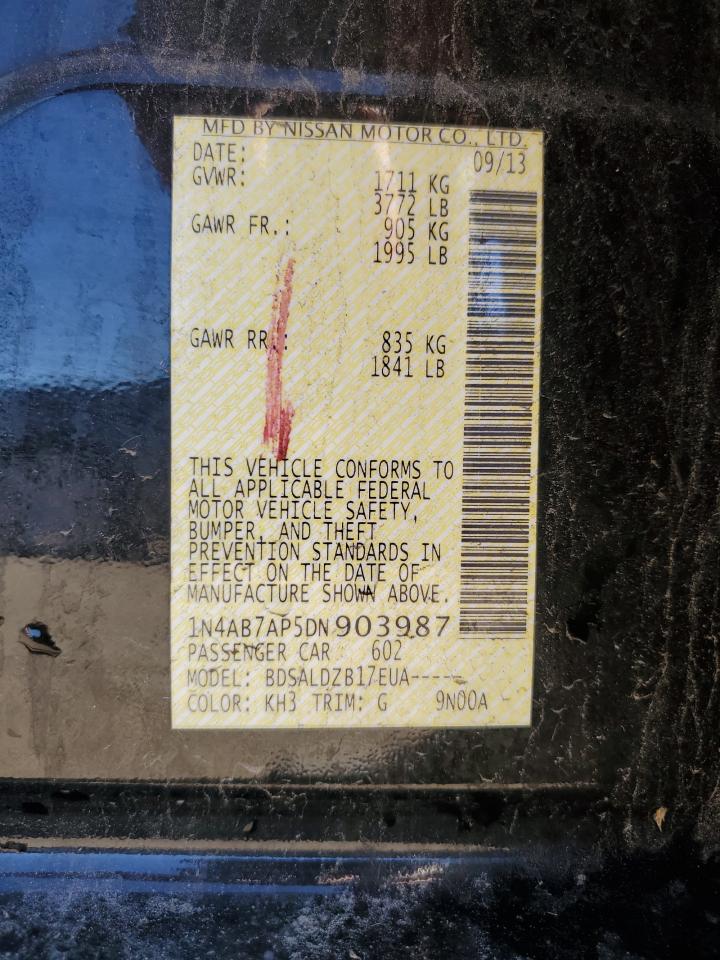 MFD BY NISSAN MOTOR CO., LTD.
DATE: 09/13
GVWR: 1711 KG
3772 LB
GAWR FR.: 905 KG
1995 LB
GAWR RR.: 835 KG
1841 LB
THIS VEHICLE CONFORMS TO
ALL APPLICABLE FEDERAL
MOTOR VEHICLE SAFETY,
BUMPER, AND THEFT
PREVENTION STANDARDS IN
EFFECT ON THE DATE OF
MANUFACTURE SHOWN ABOVE.
1N4AB7AP5DN903987
PASSENGER CAR 602
MODEL: BDSALDZB17EUA-----
COLOR: KH3 TRIM: G 9N00A -